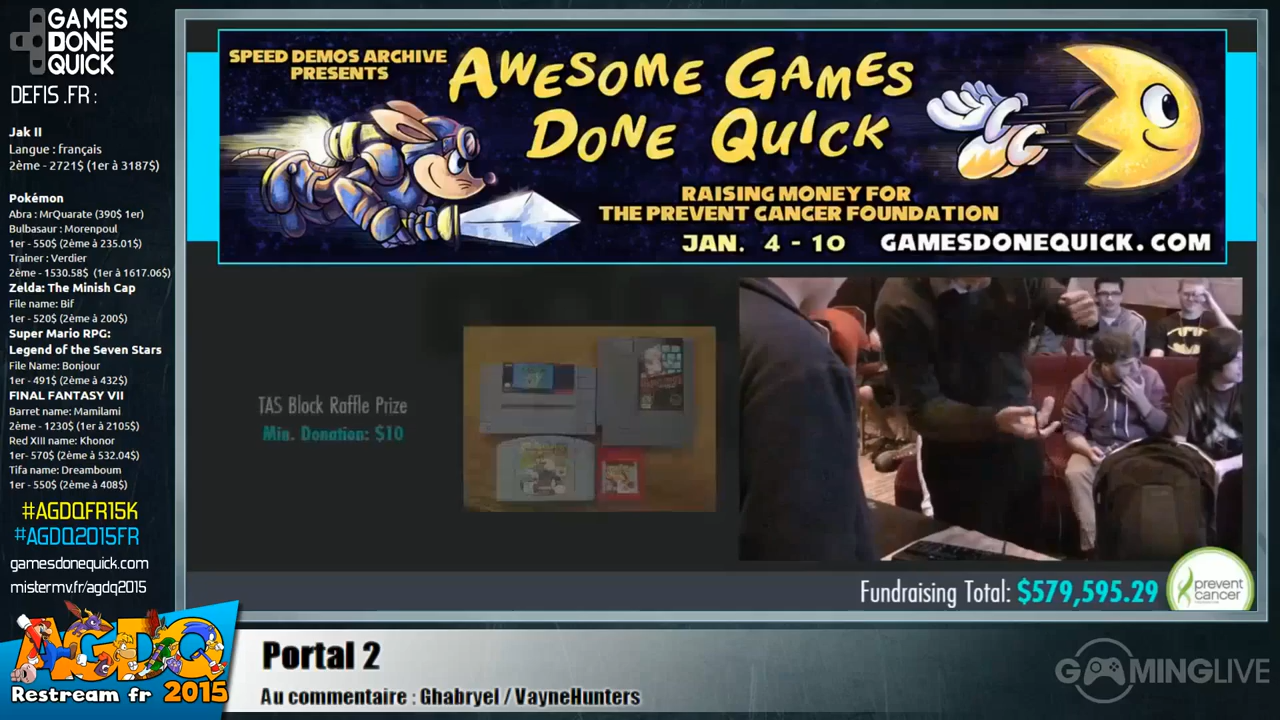 GAMES
DONE
QUICK
DEFIS .FR :
Jak II
Langue : français
2ème - 2721$ (1er à 3187$)
Pokémon
Abra : MrQuarate (390$ 1er)
Bulbasaur : Morenpoul
1er - 550$ (2ème à 235.01$)
Trainer : Verdier
2ème - 1530.58$ (1er à 1617.06$)
Zelda: The Minish Cap
File name: Bif
1er - 520$ (2ème à 200$)
Super Mario RPG:
Legend of the Seven Stars
File Name: Bonjour
1er - 491$ (2ème à 432$)
FINAL FANTASY VII
Barret name: Mamilami
2ème - 1230$ (1er à 2105$)
Red XIII name: Khonor
1er- 570$ (2ème à 532.04$)
Tifa name: Dreamboum
1er - 550$ (2ème à 408$)
#AGDQFR15K
#AGDQ2015FR
gamesdonequick.com
mistermv.fr/agdq2015
AGDQ
Restream fr 2015
SPEED DEMOS ARCHIVE
PRESENTS
AWESOME GAMES
DONE QUICK
RAISING MONEY FOR
THE PREVENT CANCER FOUNDATION
JAN. 4 - 10 GAMESDONEQUICK.COM
TAS Block Raffle Prize
Min. Donation: $10
Fundraising Total: $579,595.29
prevent
cancer
Portal 2
Au commentaire : Ghabryel / VayneHunters
GAMINGLIVE